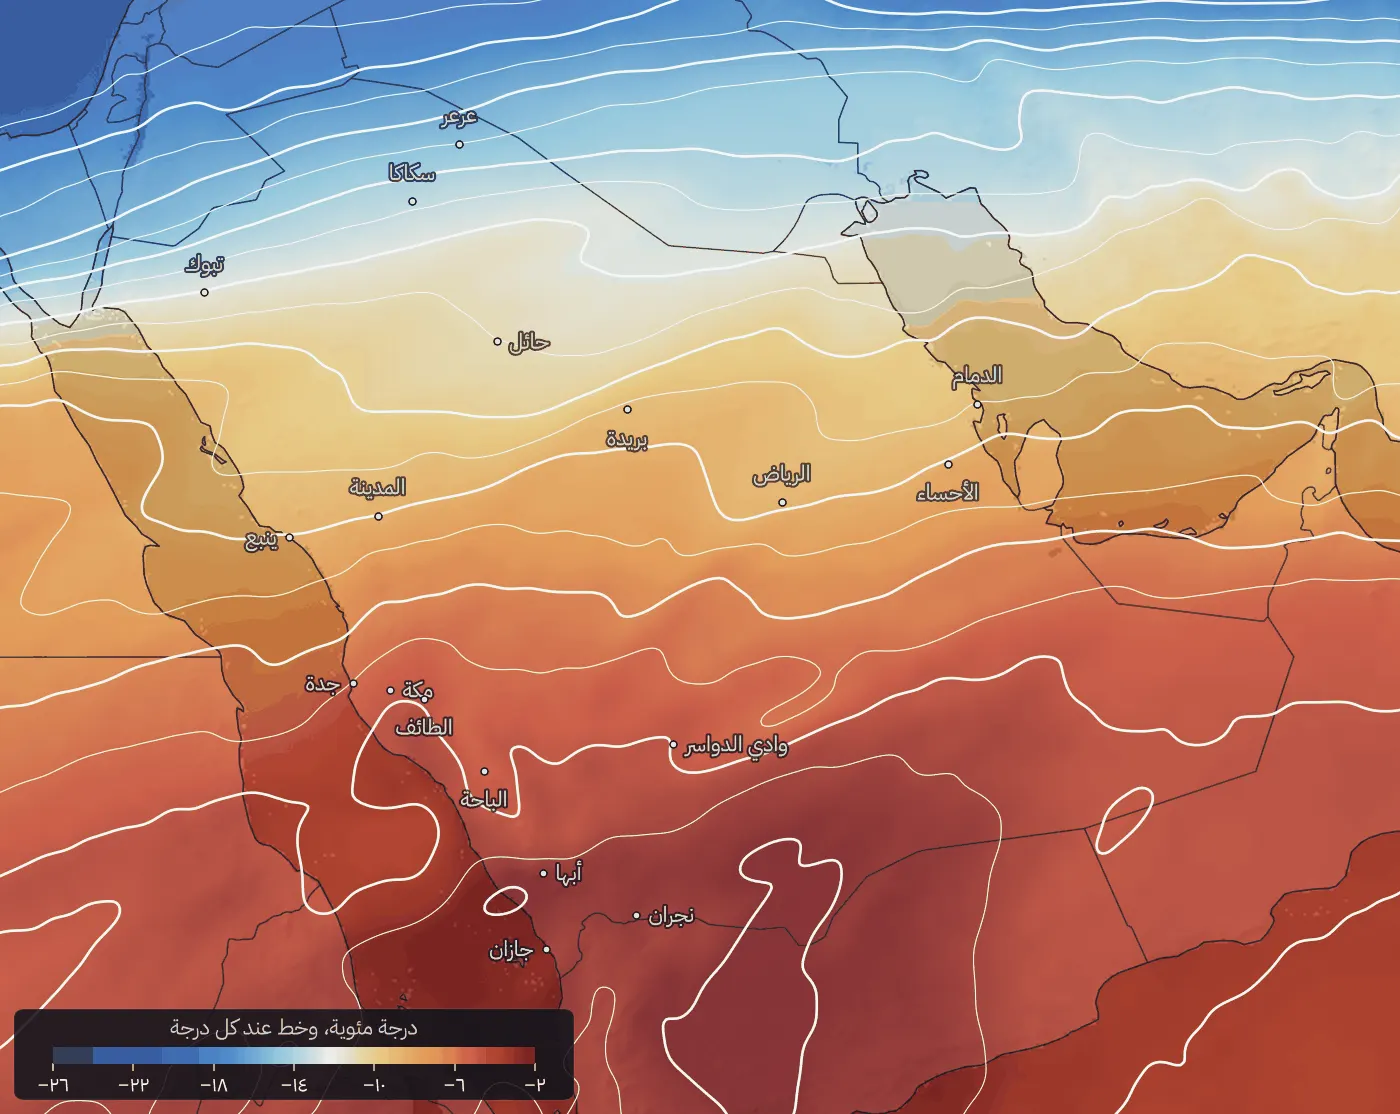 عرعر
سكاكا
تبوك
حائل
الدمام
بريدة
الرياض
المدينة
الأحساء
ينبع
جدة
مكة
الطائف
وادي الدواسر
الباحة
أبها
نجران
جازان
درجة مئوية، وخط عند كل درجة
−٢٦ −٢٢ −١٨ −١٤ −١٠ −٦ −٢